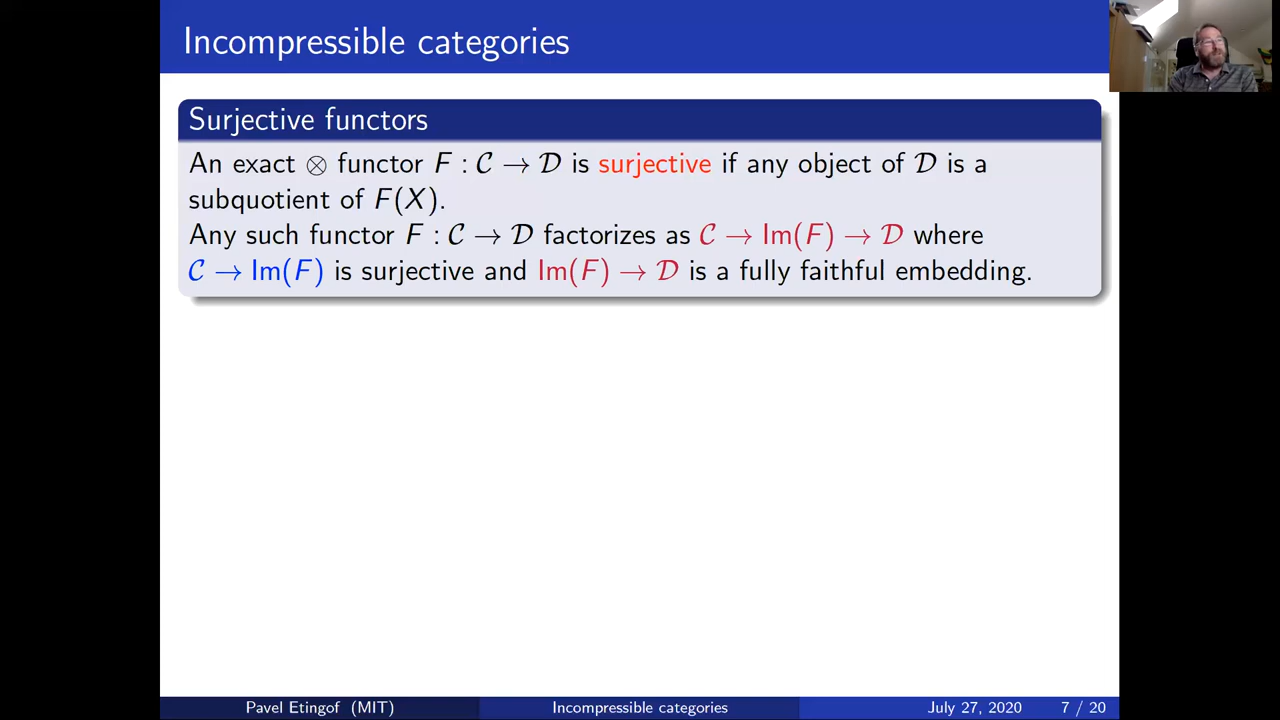 Incompressible categories
Surjective functors
An exact ⊗ functor F : 𝒞 → 𝒟 is surjective if any object of 𝒟 is a
subquotient of F(X).
Any such functor F : 𝒞 → 𝒟 factorizes as 𝒞 → Im(F) → 𝒟 where
𝒞 → Im(F) is surjective and Im(F) → 𝒟 is a fully faithful embedding.
Pavel Etingof (MIT) Incompressible categories July 27, 2020 7 / 20